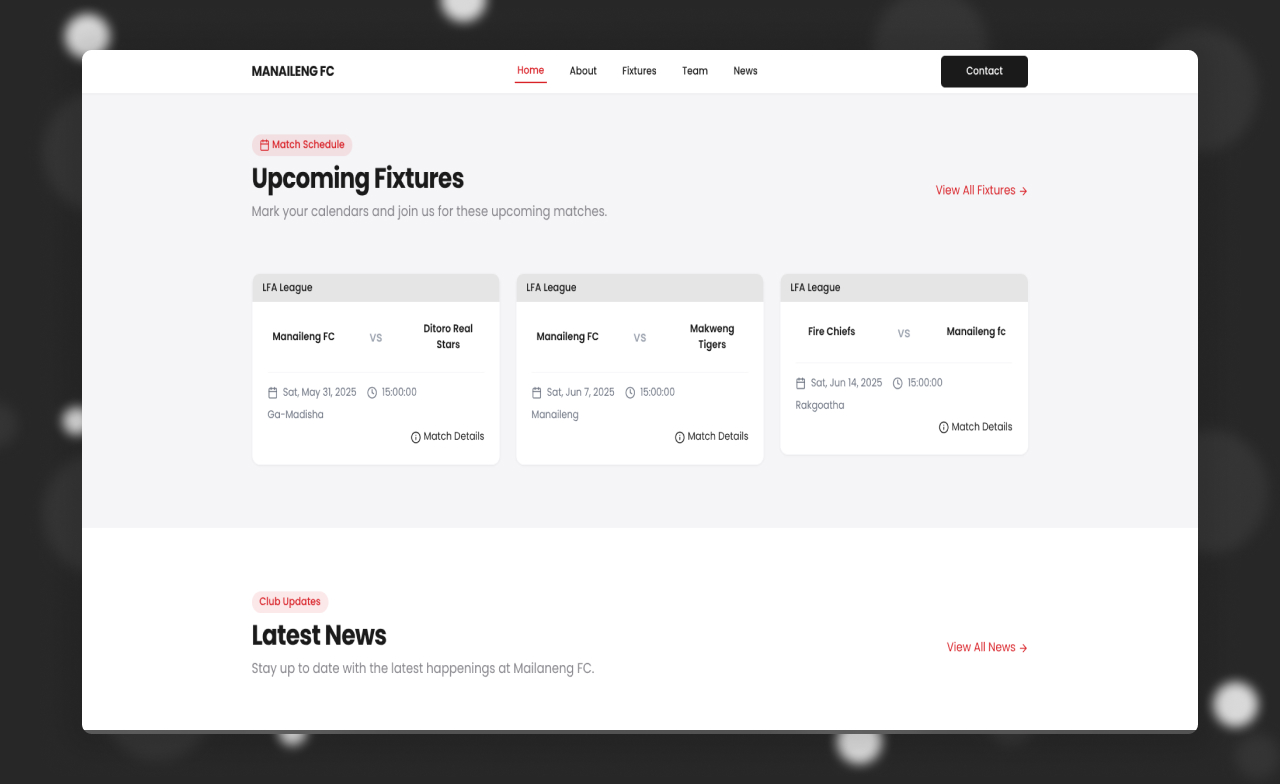 MANAILENG FC
Home About Fixtures Team News
Contact
Match Schedule
Upcoming Fixtures
Mark your calendars and join us for these upcoming matches.
View All Fixtures →
LFA League
Manaileng FC VS Ditoro Real Stars
Sat, May 31, 2025 15:00:00
Ga-Madisha
Match Details
LFA League
Manaileng FC VS Makweng Tigers
Sat, Jun 7, 2025 15:00:00
Manaileng
Match Details
LFA League
Fire Chiefs VS Manaileng fc
Sat, Jun 14, 2025 15:00:00
Rakgoatha
Match Details
Club Updates
Latest News
Stay up to date with the latest happenings at Mailaneng FC.
View All News →